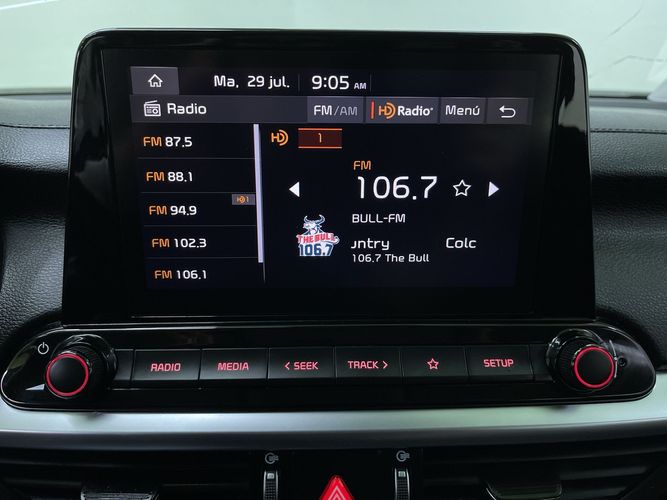 Ma, 29 jul. 9:05 AM
Radio FM/AM HD Radio Menú
FM 87.5
FM 88.1
FM 94.9 HD 1
FM 102.3
FM 106.1
HD 1
FM
106.7
BULL-FM
THE BULL
106.7
untry Colc
106.7 The Bull
RADIO MEDIA < SEEK TRACK > SETUP